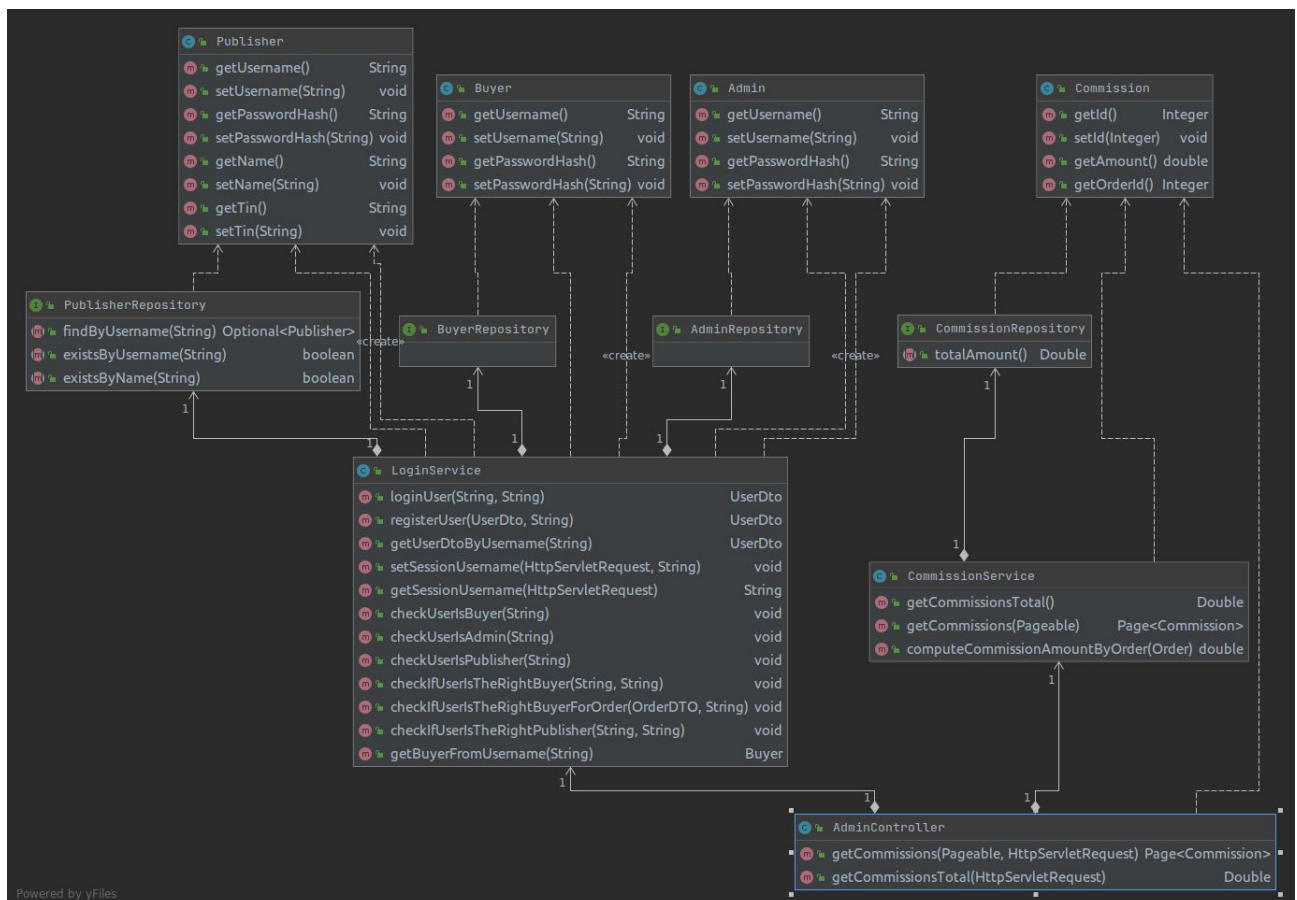 Publisher
getUsername() String
setUsername(String) void
getPasswordHash() String
setPasswordHash(String) void
getName() String
setName(String) void
getTin() String
setTin(String) void
Buyer
getUsername() String
setUsername(String) void
getPasswordHash() String
setPasswordHash(String) void
Admin
getUsername() String
setUsername(String) void
getPasswordHash() String
setPasswordHash(String) void
Commission
getId() Integer
setId(Integer) void
getAmount() double
getOrderId() Integer
PublisherRepository
findByUsername(String) Optional<Publisher>
existsByUsername(String) boolean
existsByName(String) boolean
«create»
BuyerRepository
«create»
AdminRepository
«create»
CommissionRepository
totalAmount() Double
1
1
1
1
1
1
1
LoginService
loginUser(String, String) UserDto
registerUser(UserDto, String) UserDto
getUserDtoByUsername(String) UserDto
setSessionUsername(HttpServletRequest, String) void
getSessionUsername(HttpServletRequest) String
checkUserIsBuyer(String) void
checkUserIsAdmin(String) void
checkUserIsPublisher(String) void
checkIfUserIsTheRightBuyer(String, String) void
checkIfUserIsTheRightBuyerForOrder(OrderDTO, String) void
checkIfUserIsTheRightPublisher(String, String) void
getBuyerFromUsername(String) Buyer
1
CommissionService
getCommissionsTotal() Double
getCommissions(Pageable) Page<Commission>
computeCommissionAmountByOrder(Order) double
1
1
1
1
AdminController
getCommissions(Pageable, HttpServletRequest) Page<Commission>
getCommissionsTotal(HttpServletRequest) Double
Powered by yFiles